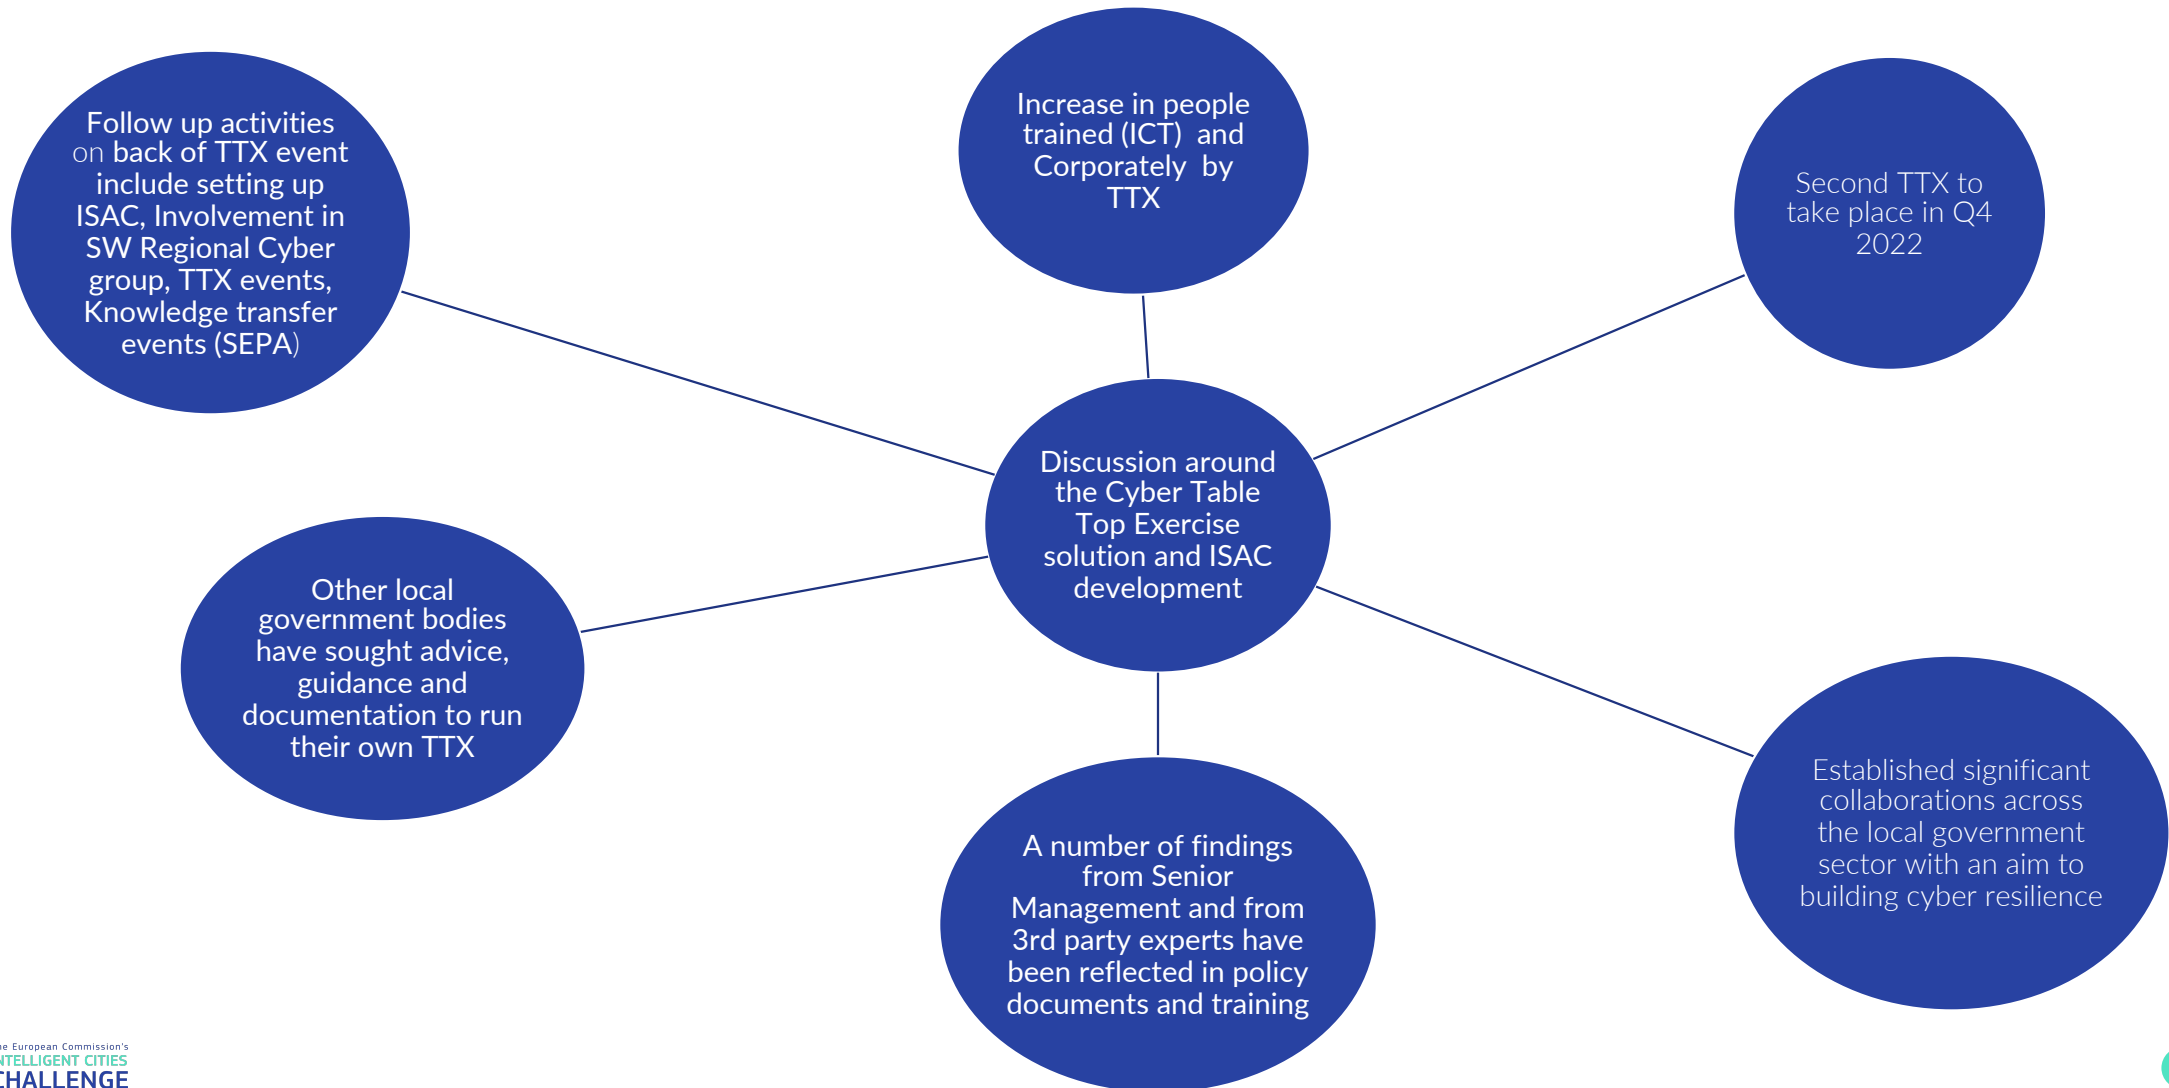 Follow up activities
on back of TTX event
include setting up
ISAC, Involvement in
SW Regional Cyber
group, TTX events,
Knowledge transfer
events (SEPA)
Increase in people
trained (ICT) and
Corporately by
TTX
Second TTX to
take place in Q4
2022
Discussion around
the Cyber Table
Top Exercise
solution and ISAC
development
Other local
government bodies
have sought advice,
guidance and
documentation to run
their own TTX
A number of findings
from Senior
Management and from
3rd party experts have
been reflected in policy
documents and training
Established significant
collaborations across
the local government
sector with an aim to
building cyber resilience
he European Commission's
NTELLIGENT CITIES
CHALLENGE